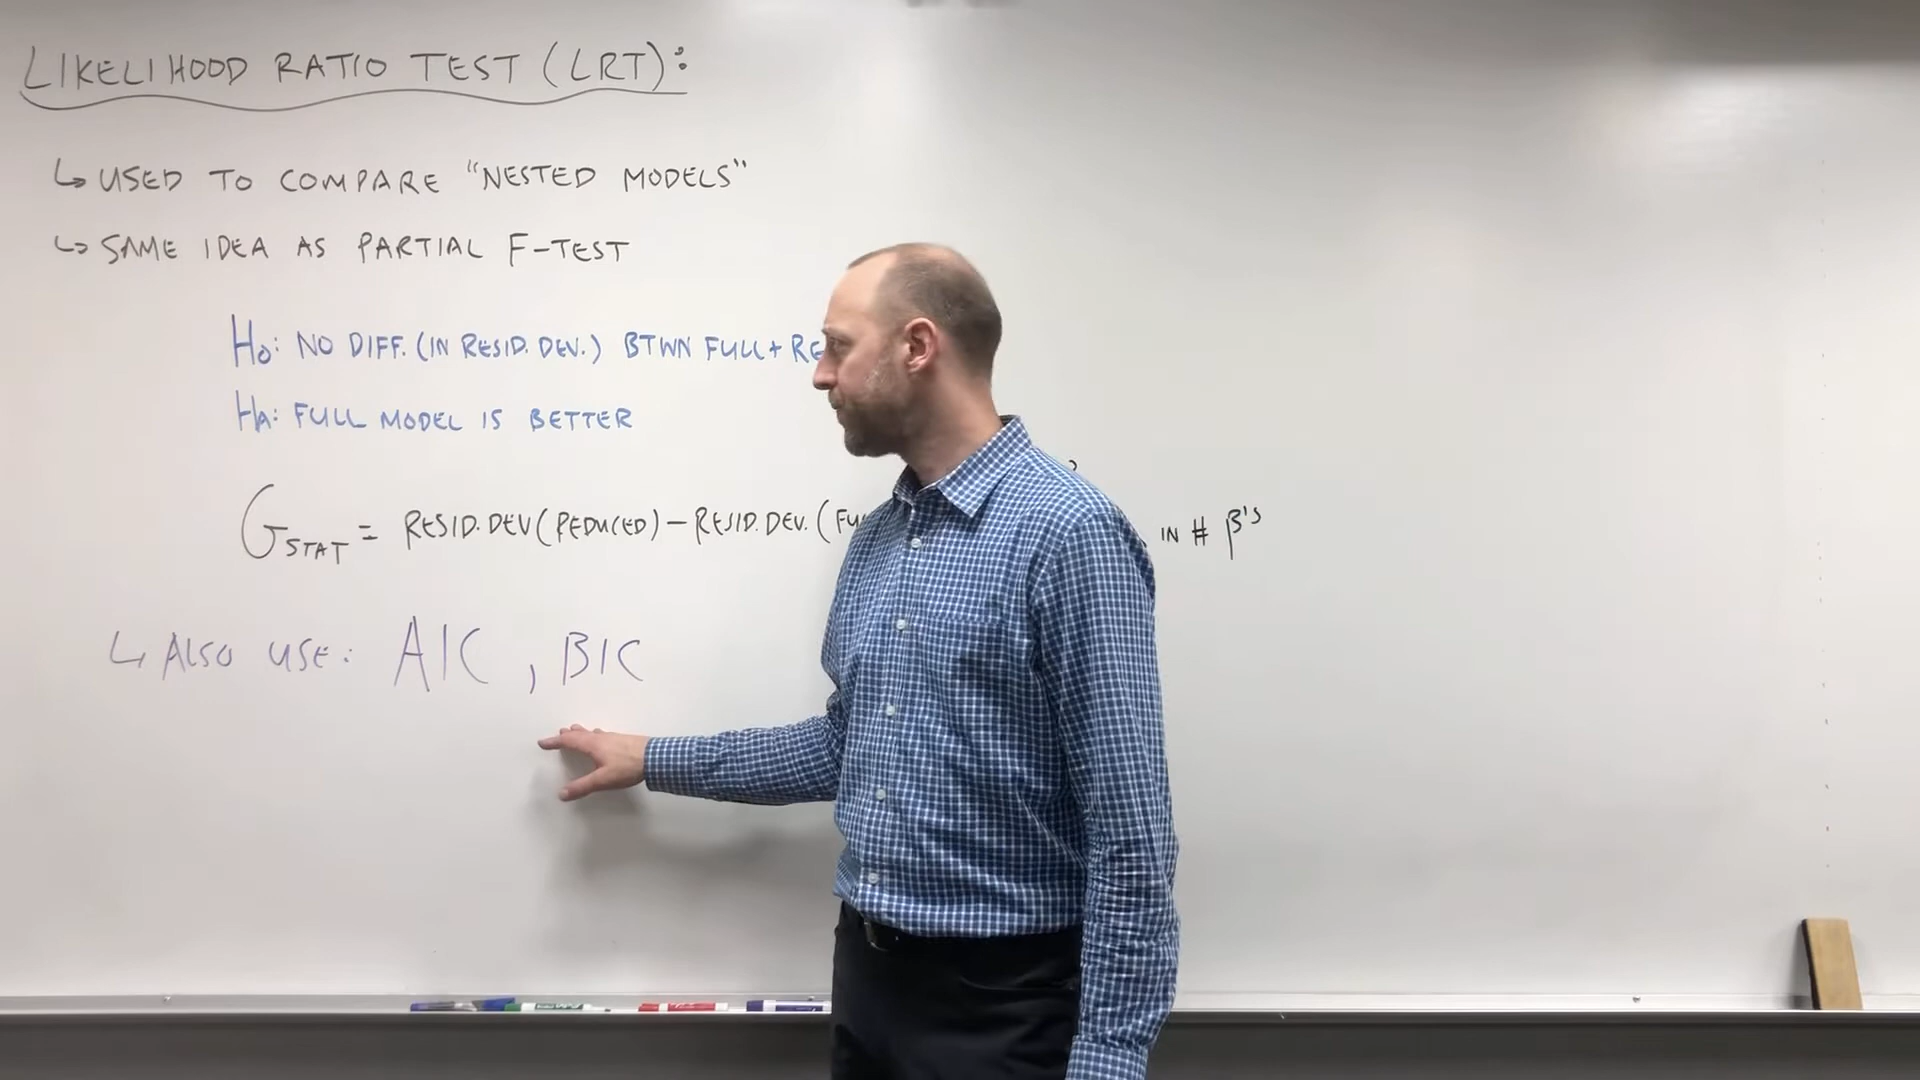 LIKELIHOOD RATIO TEST (LRT):
↳ USED TO COMPARE "NESTED MODELS"
↳ SAME IDEA AS PARTIAL F-TEST
H₀: NO DIFF. (IN RESID. DEV.) BTWN FULL + RE
Hₐ: FULL MODEL IS BETTER
G STAT = RESID. DEV (REDUCED) - RESID. DEV. (FU IN # β'S
↳ ALSO USE: AIC, BIC